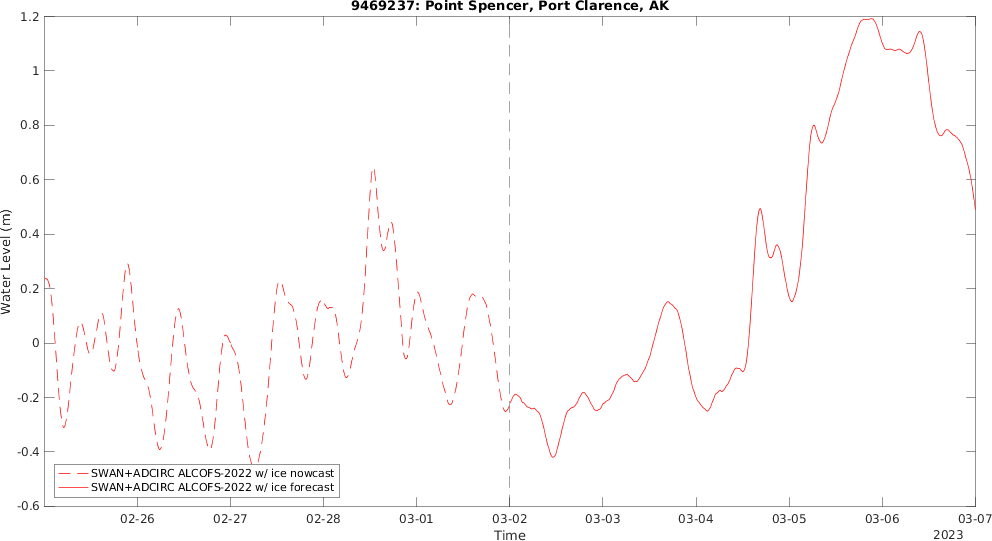 9469237: Point Spencer, Port Clarence, AK
1.2
1
0.8
0.6
0.4
0.2
0
-0.2
-0.4
-0.6
Water Level (m)
SWAN+ADCIRC ALCOFS-2022 w/ ice nowcast
SWAN+ADCIRC ALCOFS-2022 w/ ice forecast
02-26 02-27 02-28 03-01 03-02 03-03 03-04 03-05 03-06 03-07
Time
2023